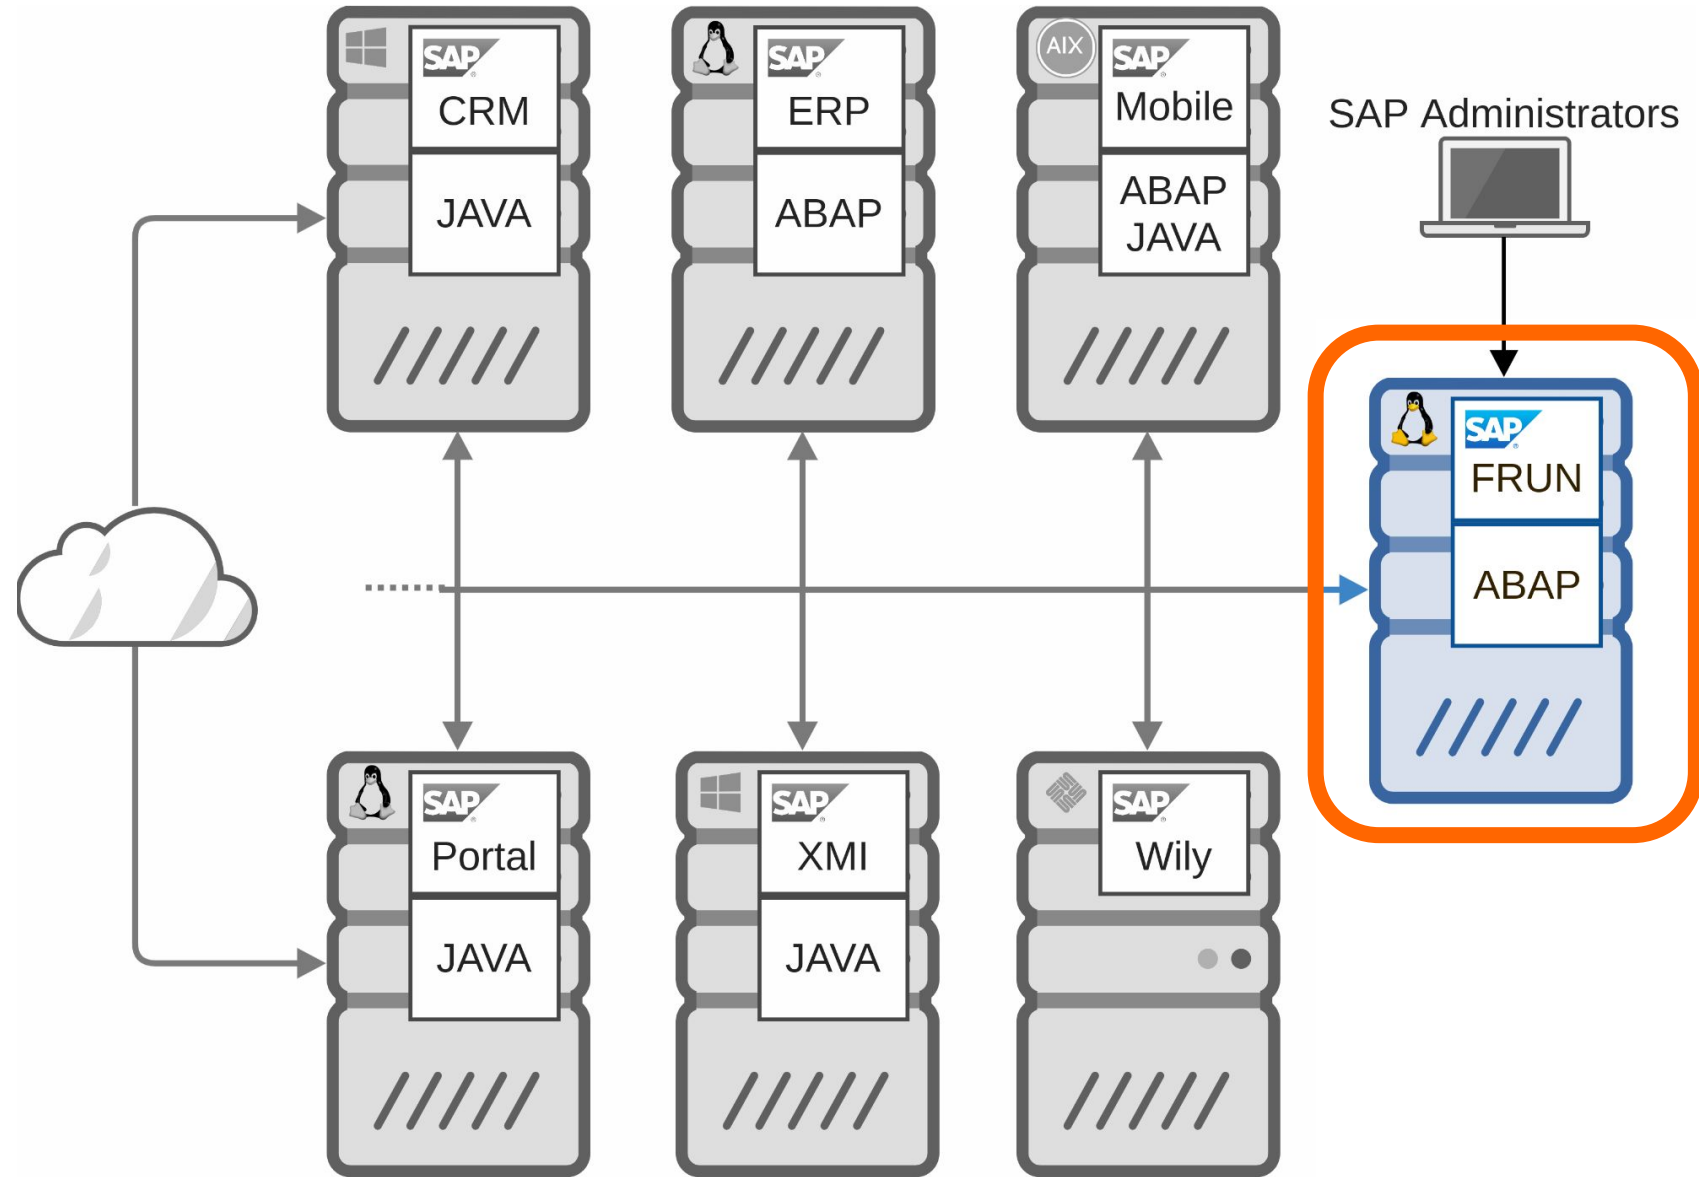 SAP
CRM
JAVA
SAP
ERP
ABAP
AIX
SAP
Mobile
ABAP
JAVA
SAP Administrators
SAP
FRUN
ABAP
SAP
Portal
JAVA
SAP
XMI
JAVA
SAP
Wily